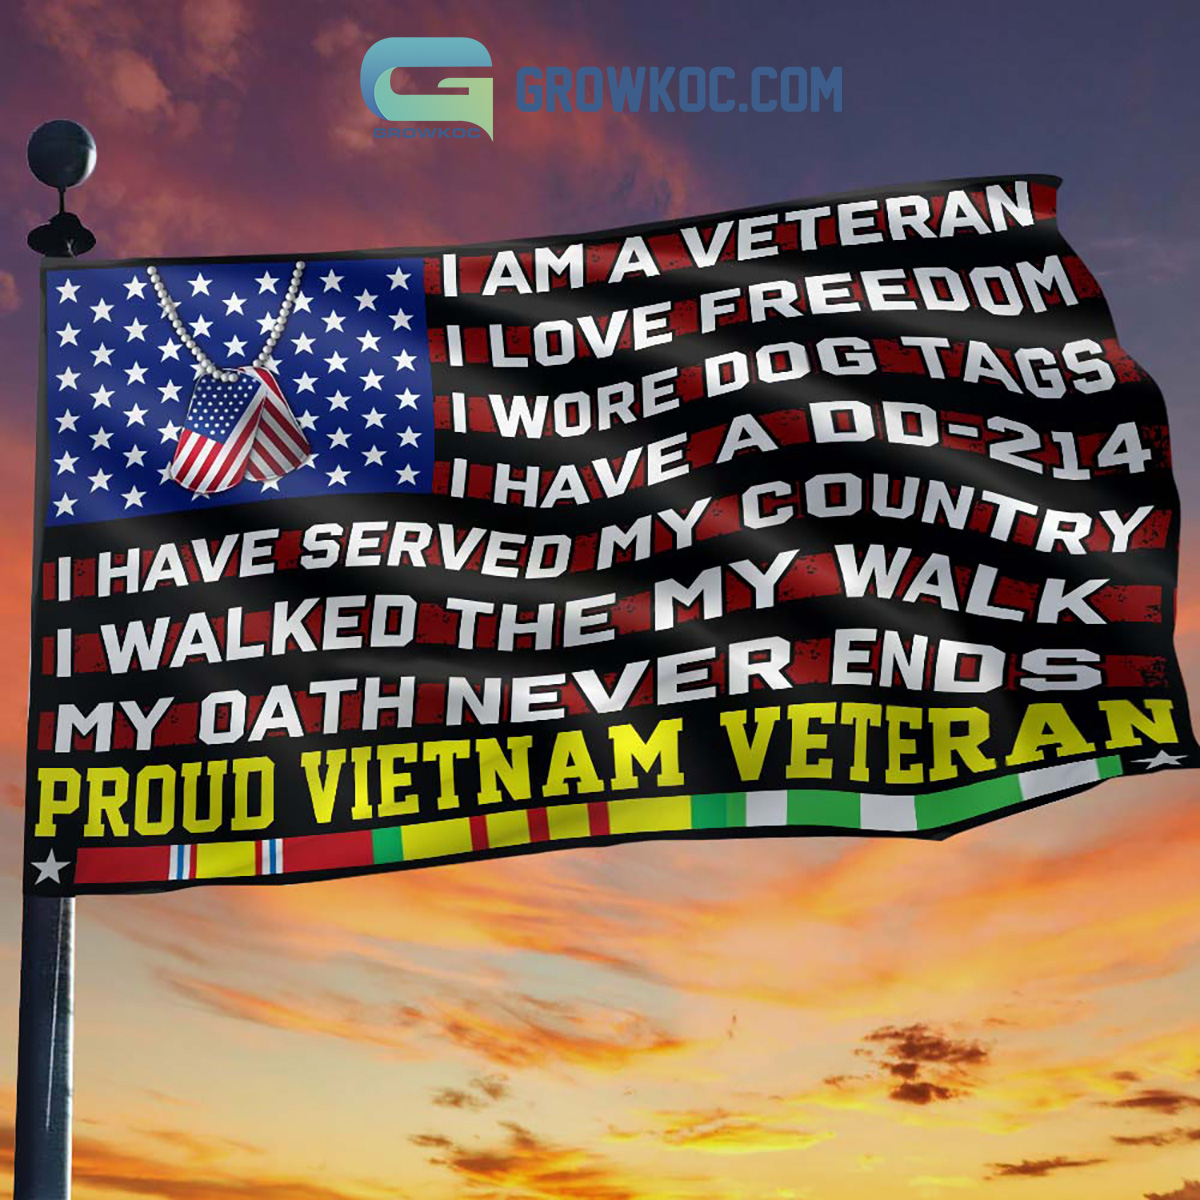 GROWKOC.COM
GROWKOC
I AM A VETERAN
I LOVE FREEDOM
I WORE DOG TAGS
I HAVE A DD-214
I HAVE SERVED MY COUNTRY
I WALKED THE MY WALK
MY OATH NEVER ENDS
PROUD VIETNAM VETERAN